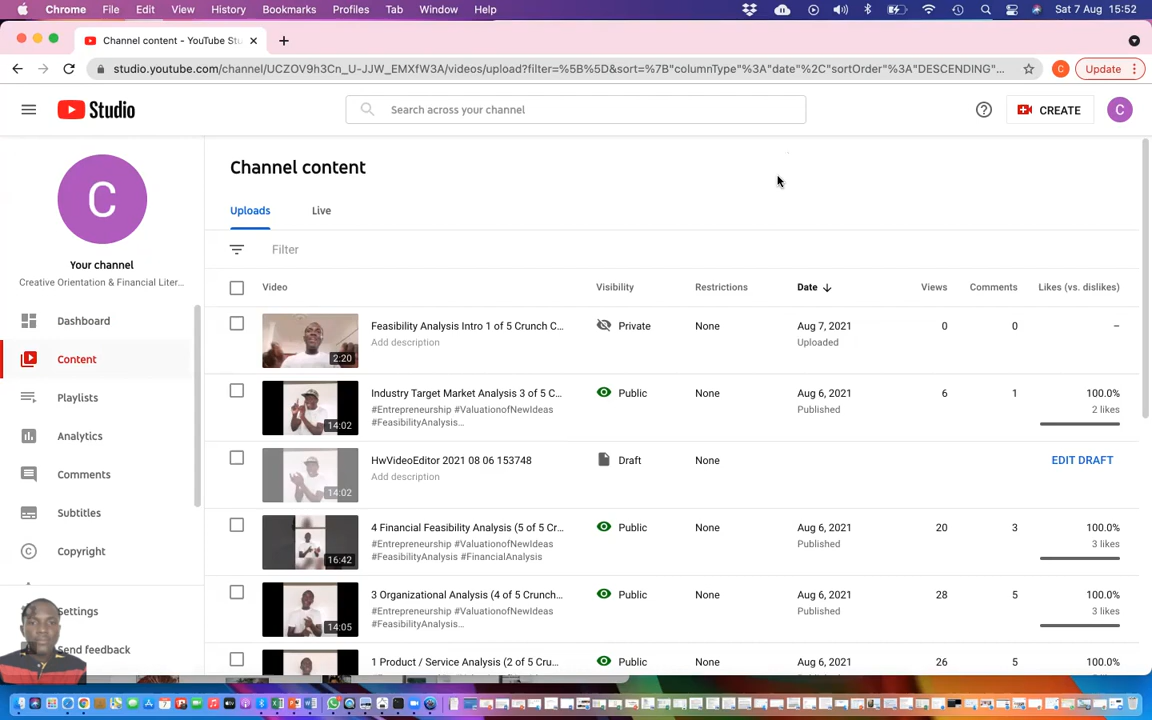 Chrome File Edit View History Bookmarks Profiles Tab Window Help Sat 7 Aug 15:52
Channel content - YouTube Stu
studio.youtube.com/channel/UCZOV9h3Cn_U-JJW_EMXfW3A/videos/upload?filter=%5B%5D&sort=%7B"columnType"%3A"date"%2C"sortOrder"%3A"DESCENDING"... C Update
Studio Search across your channel CREATE C
C
Your channel
Creative Orientation & Financial Liter...
Dashboard
Content
Playlists
Analytics
Comments
Subtitles
Copyright
Settings
Send feedback
Channel content
Uploads Live
Filter
Video Visibility Restrictions Date Views Comments Likes (vs. dislikes)
Feasibility Analysis Intro 1 of 5 Crunch C... Private None Aug 7, 2021 0 0 –
2:20 Add description Uploaded
Industry Target Market Analysis 3 of 5 C... Public None Aug 6, 2021 6 1 100.0%
#Entrepreneurship #ValuationofNewIdeas Published 2 likes
14:02 #FeasibilityAnalysis...
HwVideoEditor 2021 08 06 153748 Draft None EDIT DRAFT
Add description
14:02
4 Financial Feasibility Analysis (5 of 5 Cr... Public None Aug 6, 2021 20 3 100.0%
#Entrepreneurship #ValuationofNewIdeas Published 3 likes
16:42 #FeasibilityAnalysis #FinancialAnalysis
3 Organizational Analysis (4 of 5 Crunch... Public None Aug 6, 2021 28 5 100.0%
#Entrepreneurship #ValuationofNewIdeas Published 3 likes
14:05 #FeasibilityAnalysis...
1 Product / Service Analysis (2 of 5 Cru... Public None Aug 6, 2021 26 5 100.0%